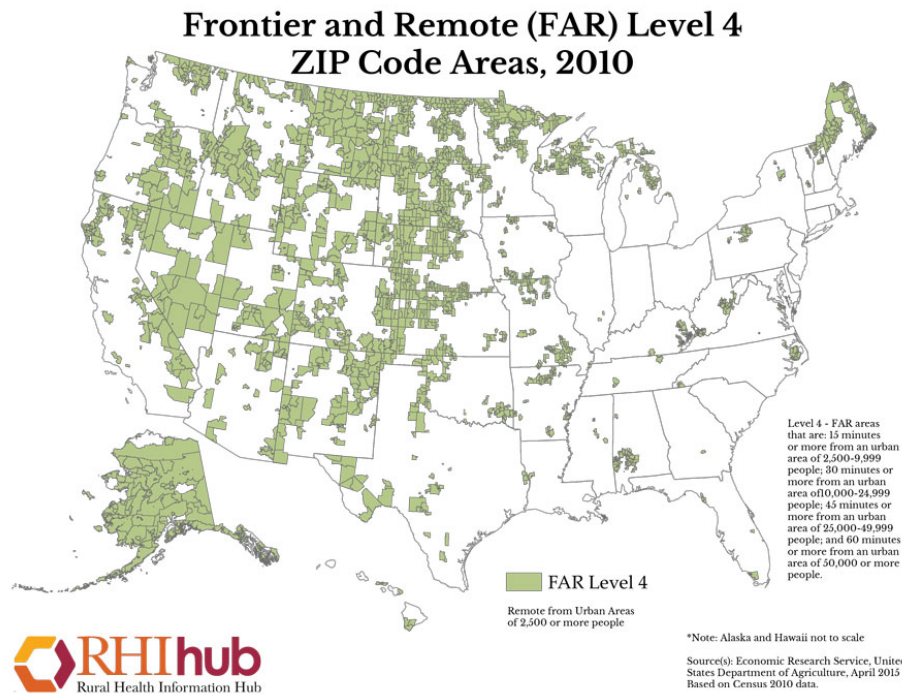 Frontier and Remote (FAR) Level 4
ZIP Code Areas, 2010
Level 4 - FAR areas
that are: 15 minutes
or more from an urban
area of 2,500-9,999
people; 30 minutes or
more from an urban
area of10,000-24,999
people; 45 minutes or
more from an urban
area of 25,000-49,999
people; and 60 minutes
or more from an urban
area of 50,000 or more
people.
FAR Level 4
Remote from Urban Areas
of 2,500 or more people
*Note: Alaska and Hawaii not to scale
RHIhub
Rural Health Information Hub
Source(s): Economic Research Service, Unite
States Department of Agriculture, April 2015
Based on Census 2010 data.